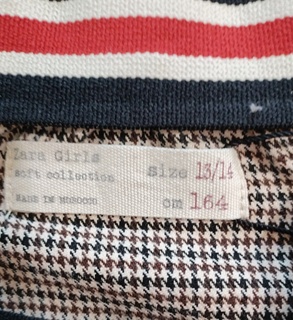 Zara Girls size 13/14
soft collection
MADE IN MOROCCO cm 164